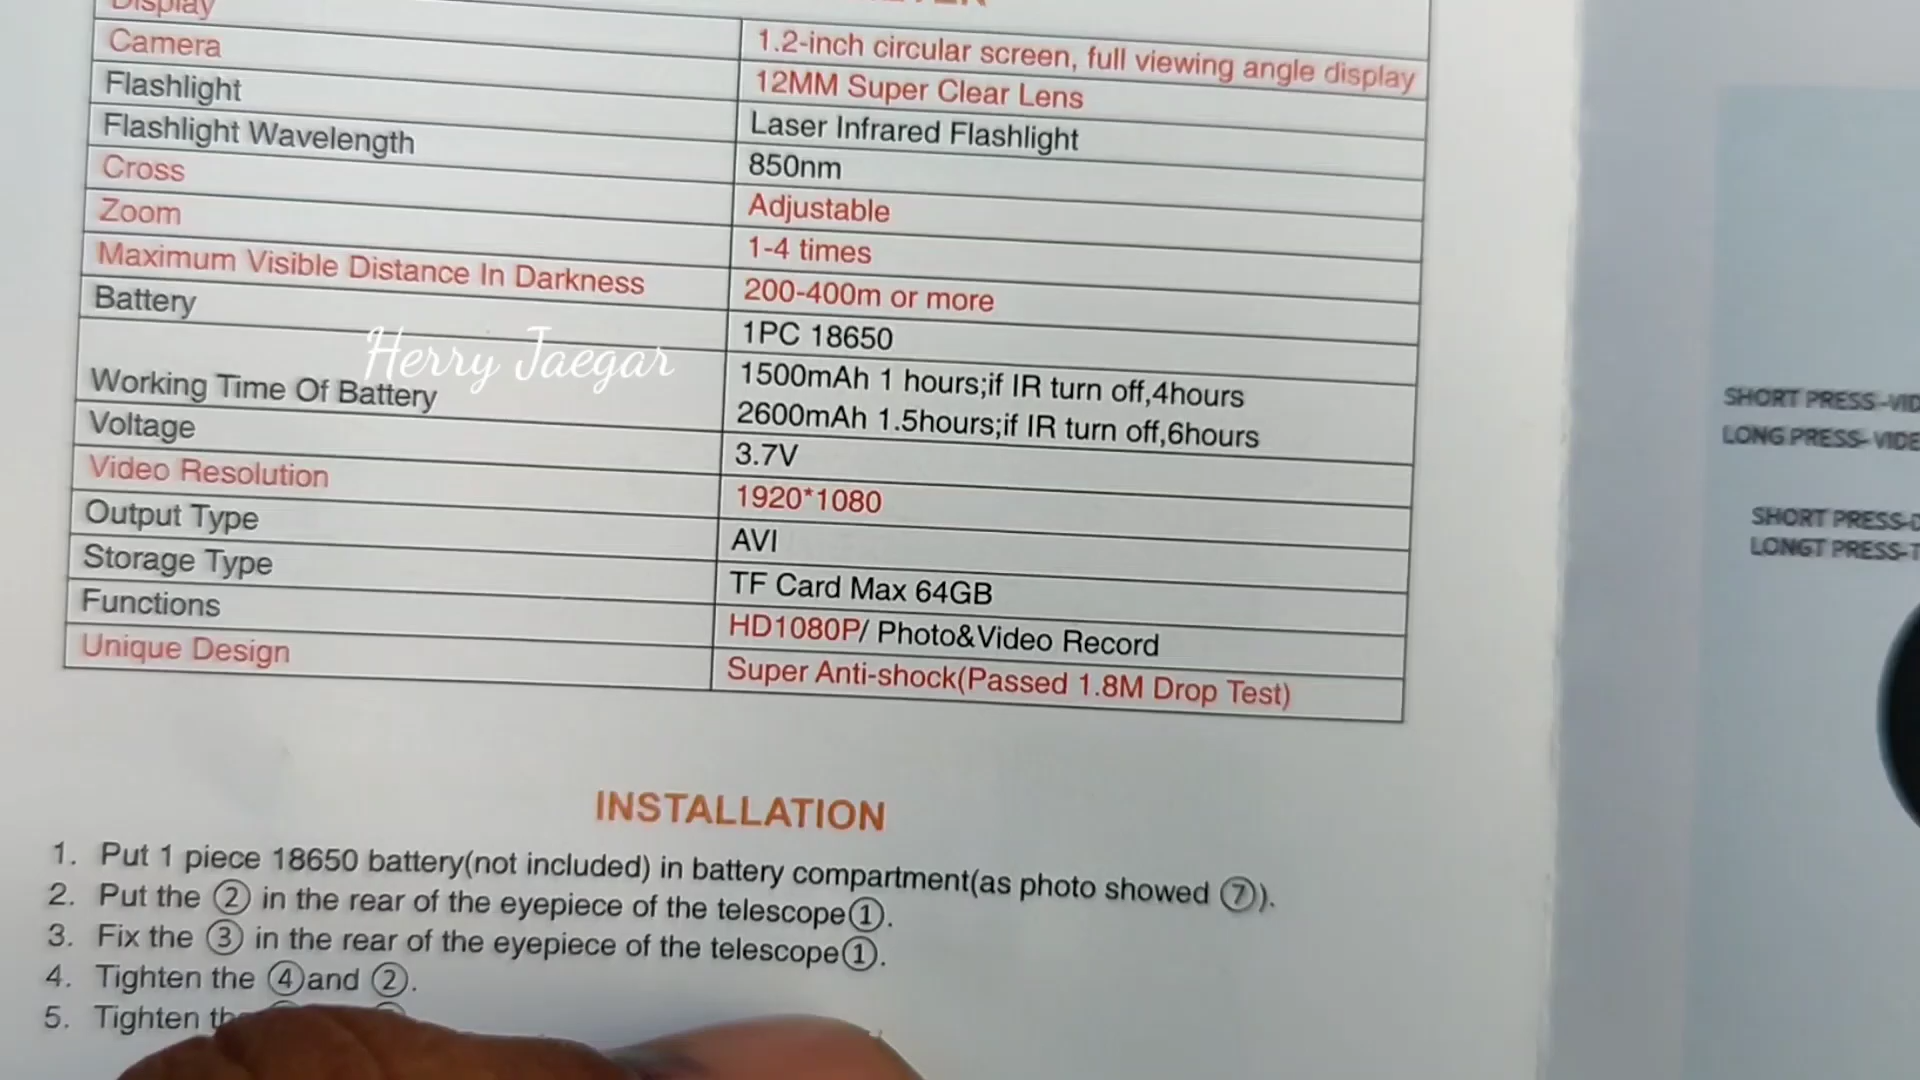 Display
1.2-inch circular screen, full viewing angle display
Camera
12MM Super Clear Lens
Flashlight
Laser Infrared Flashlight
Flashlight Wavelength
850nm
Cross
Adjustable
Zoom
1-4 times
Maximum Visible Distance In Darkness
200-400m or more
Battery
1PC 18650
Herry Jaegar
Working Time Of Battery
1500mAh 1 hours;if IR turn off,4hours
2600mAh 1.5hours;if IR turn off,6hours
Voltage
3.7V
Video Resolution
1920*1080
Output Type
AVI
Storage Type
TF Card Max 64GB
Functions
HD1080P/ Photo&Video Record
Unique Design
Super Anti-shock(Passed 1.8M Drop Test)
INSTALLATION
1. Put 1 piece 18650 battery(not included) in battery compartment(as photo showed ⑦).
2. Put the ② in the rear of the eyepiece of the telescope①.
3. Fix the ③ in the rear of the eyepiece of the telescope①.
4. Tighten the ④and ②.
5. Tighten
SHORT PRESS-
LONG PRESS-
SHORT PRESS-
LONGT PRESS-